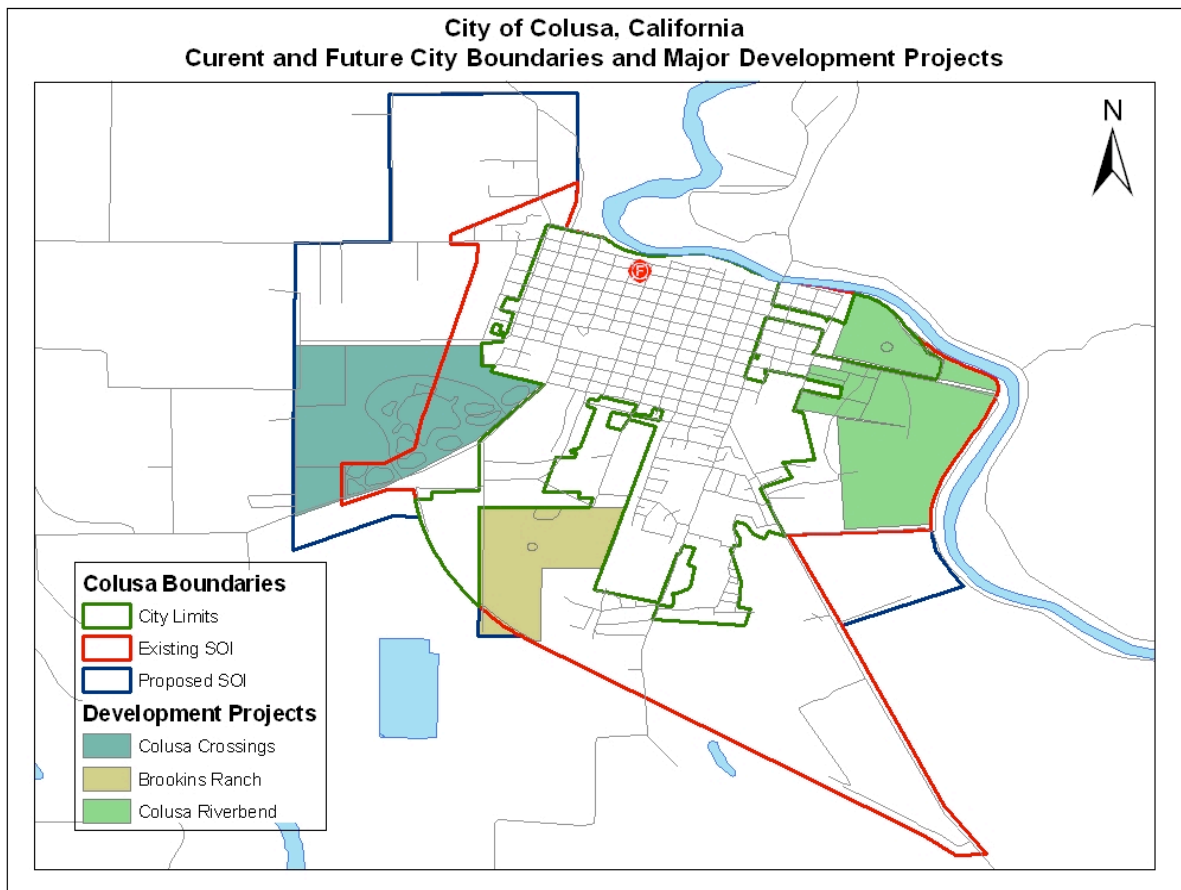 City of Colusa, California
Curent and Future City Boundaries and Major Development Projects
N
F
Colusa Boundaries
City Limits
Existing SOI
Proposed SOI
Development Projects
Colusa Crossings
Brookins Ranch
Colusa Riverbend